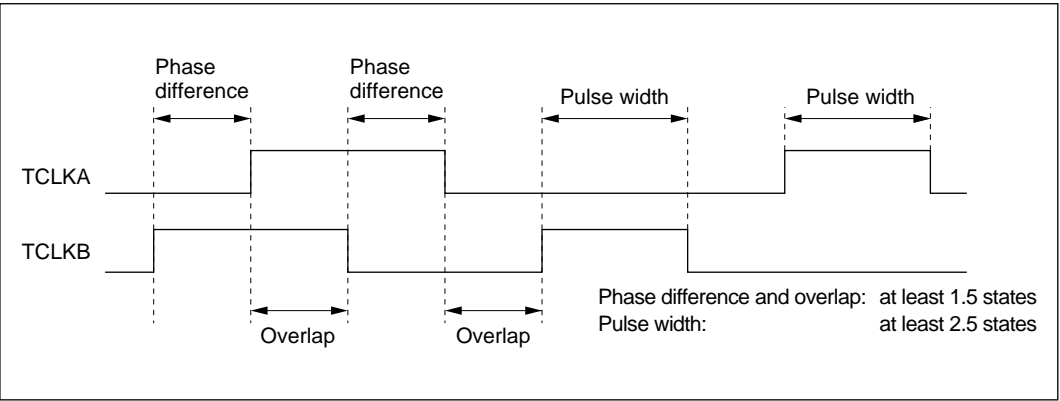 Phase
difference
Phase
difference
Pulse width
Pulse width
TCLKA
TCLKB
Overlap
Overlap
Phase difference and overlap: at least 1.5 states
Pulse width: at least 2.5 states